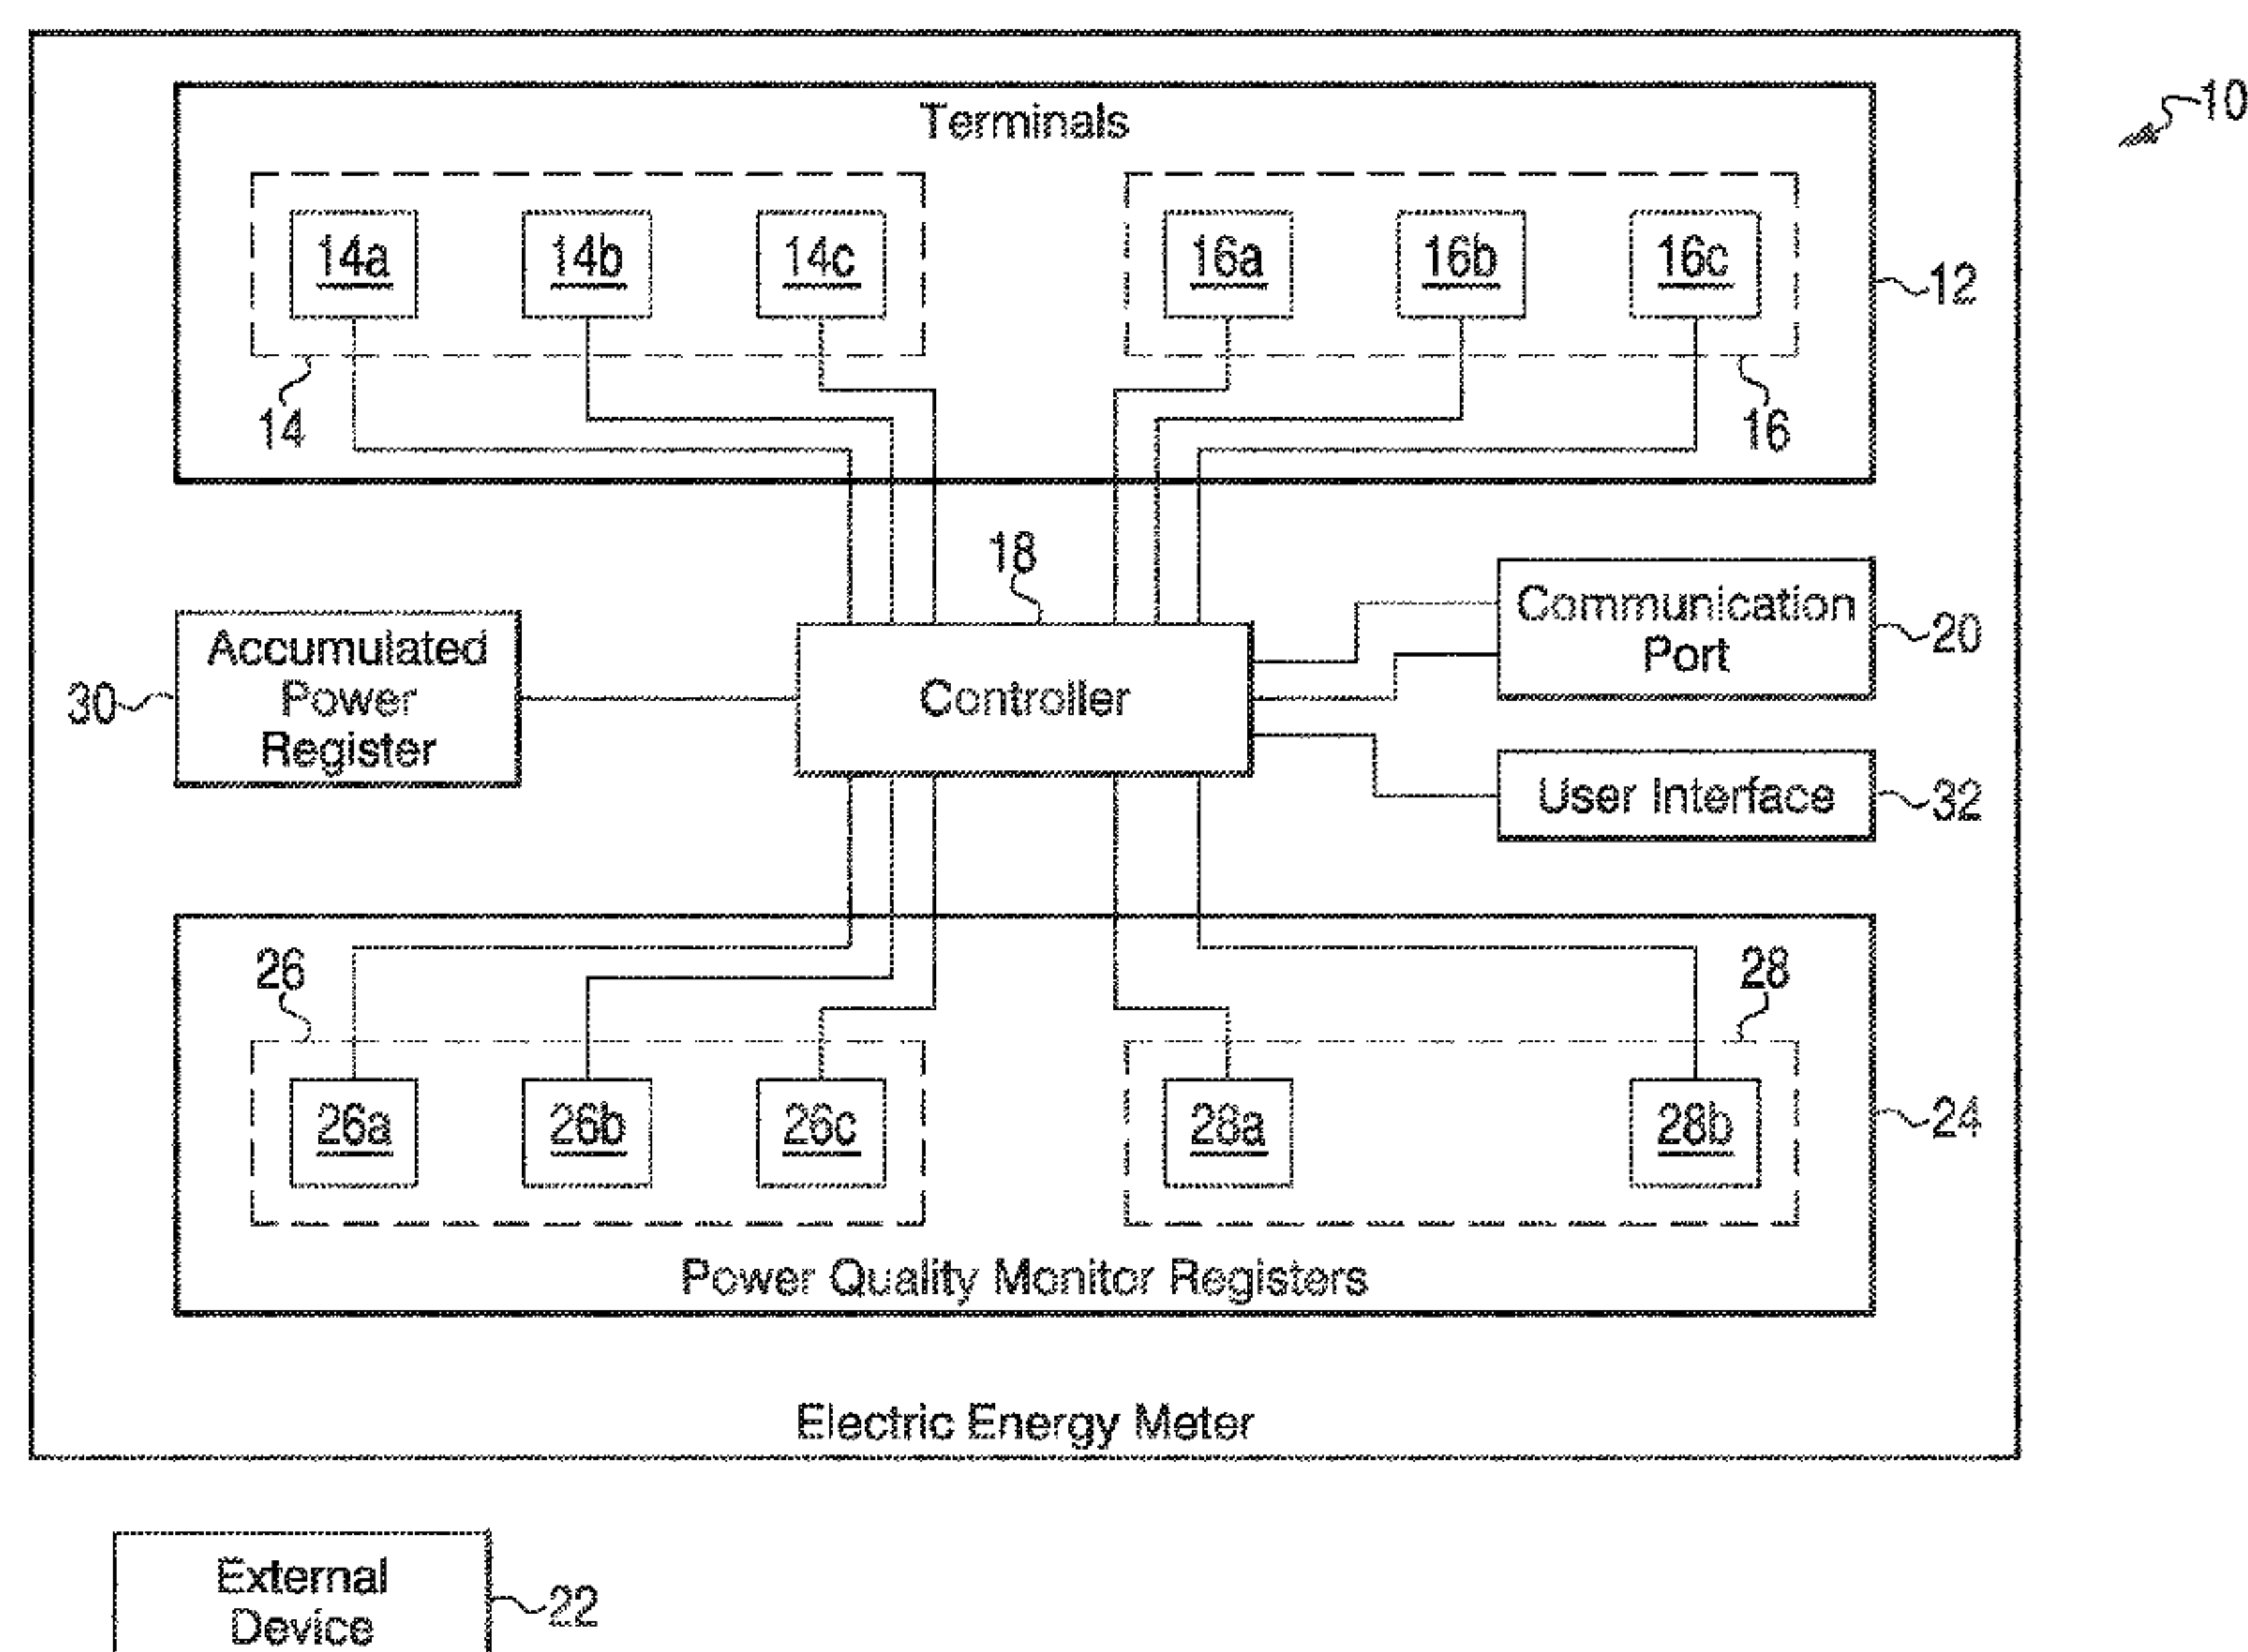 10
Terminals
14a 14b 14c 16a 16b 16c
12
14 16
18
Communication
Port
20
Accumulated
Power
Register
30
Controller
User Interface
32
26 28
26a 26b 26c 28a 28b
24
Power Quality Monitor Registers
Electric Energy Meter
External
Device
22